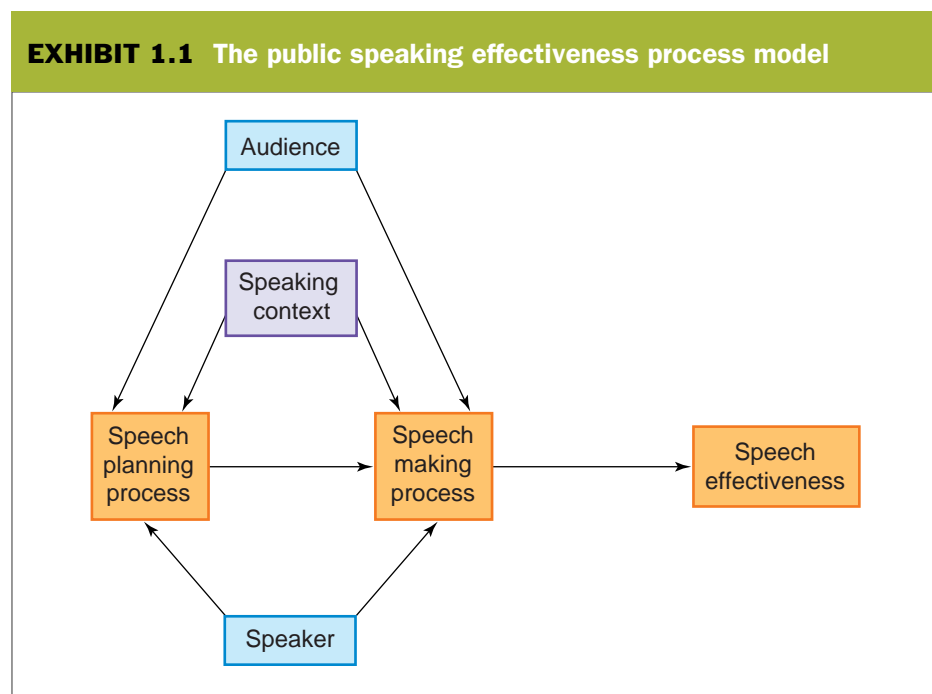 EXHIBIT 1.1 The public speaking effectiveness process model
Audience
Speaking
context
Speech
planning
process
Speech
making
process
Speech
effectiveness
Speaker